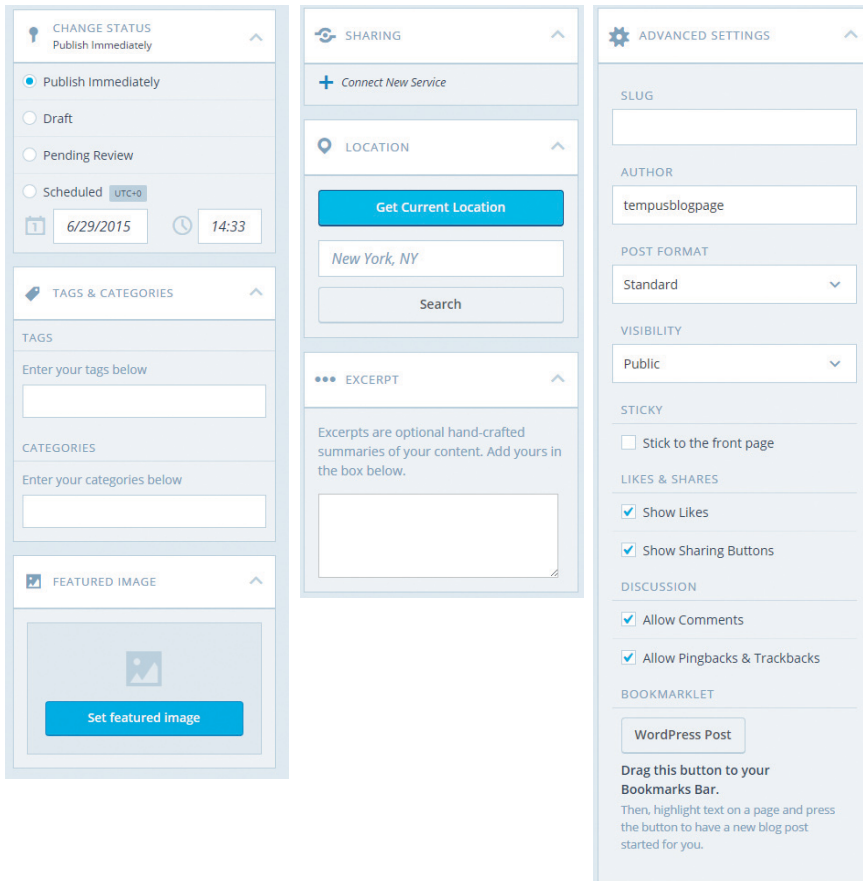 CHANGE STATUS
Publish Immediately
Publish Immediately
Draft
Pending Review
Scheduled UTC+0
1 6/29/2015 14:33
TAGS & CATEGORIES
TAGS
Enter your tags below
CATEGORIES
Enter your categories below
FEATURED IMAGE
Set featured image
SHARING
Connect New Service
LOCATION
Get Current Location
New York, NY
Search
EXCERPT
Excerpts are optional hand-crafted
summaries of your content. Add yours in
the box below.
ADVANCED SETTINGS
SLUG
AUTHOR
tempusblogpage
POST FORMAT
Standard
VISIBILITY
Public
STICKY
Stick to the front page
LIKES & SHARES
Show Likes
Show Sharing Buttons
DISCUSSION
Allow Comments
Allow Pingbacks & Trackbacks
BOOKMARKLET
WordPress Post
Drag this button to your
Bookmarks Bar.
Then, highlight text on a page and press
the button to have a new blog post
started for you.